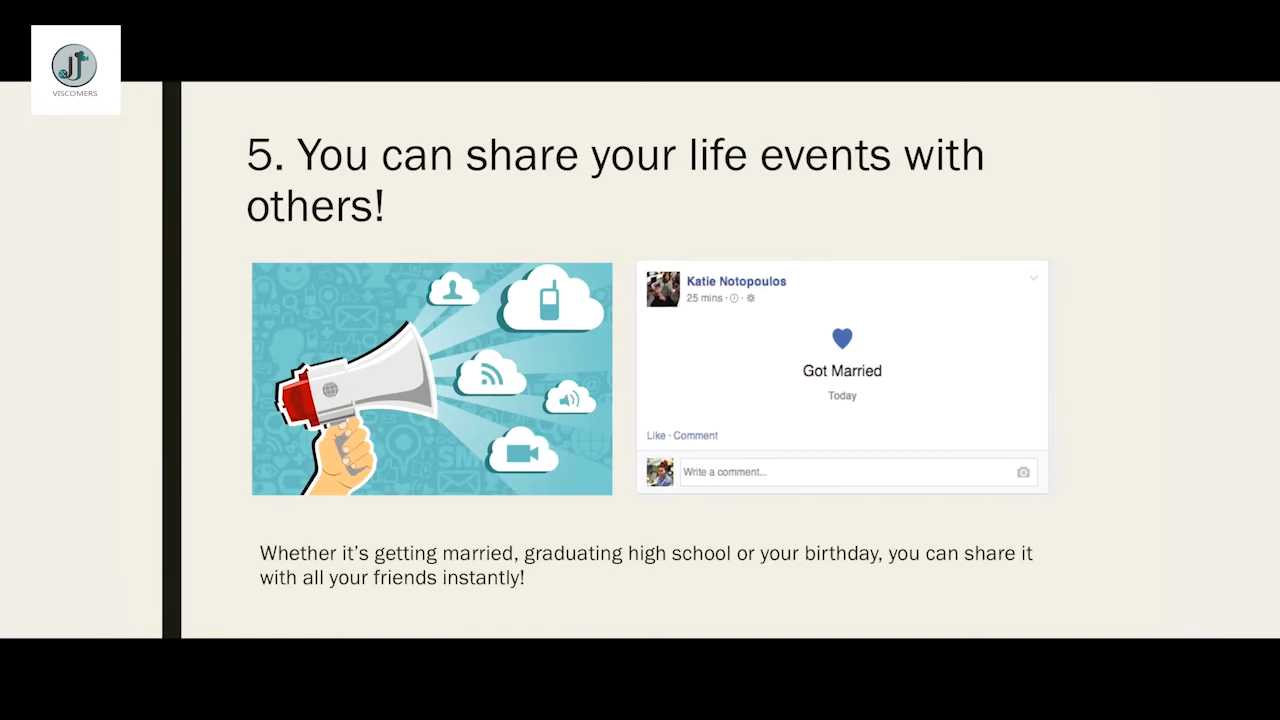 VISCOMERS
5. You can share your life events with
others!
Katie Notopoulos
25 mins ·
Got Married
Today
Like · Comment
Write a comment...
Whether it's getting married, graduating high school or your birthday, you can share it
with all your friends instantly!